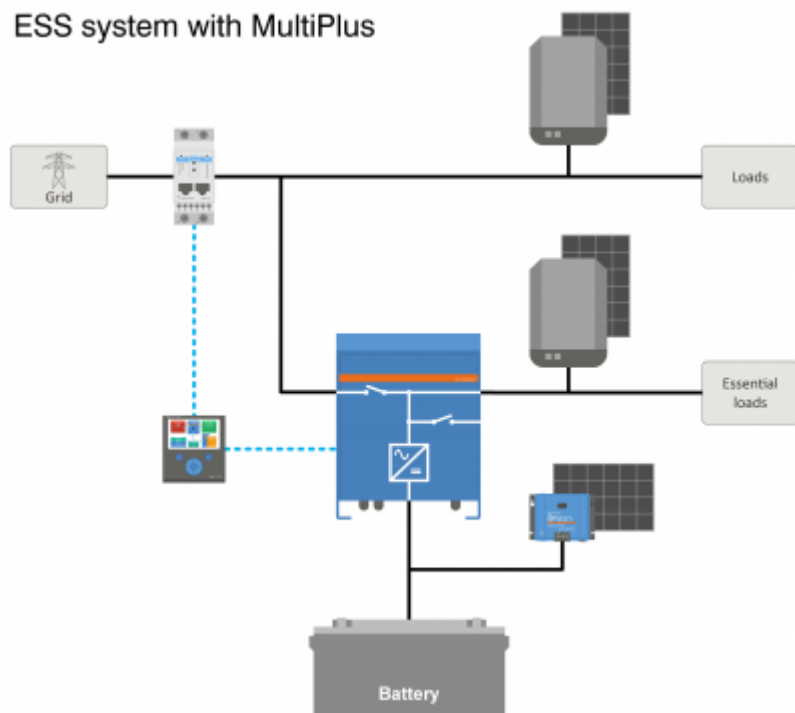 ESS system with MultiPlus
Grid
Loads
Essential
loads
Battery